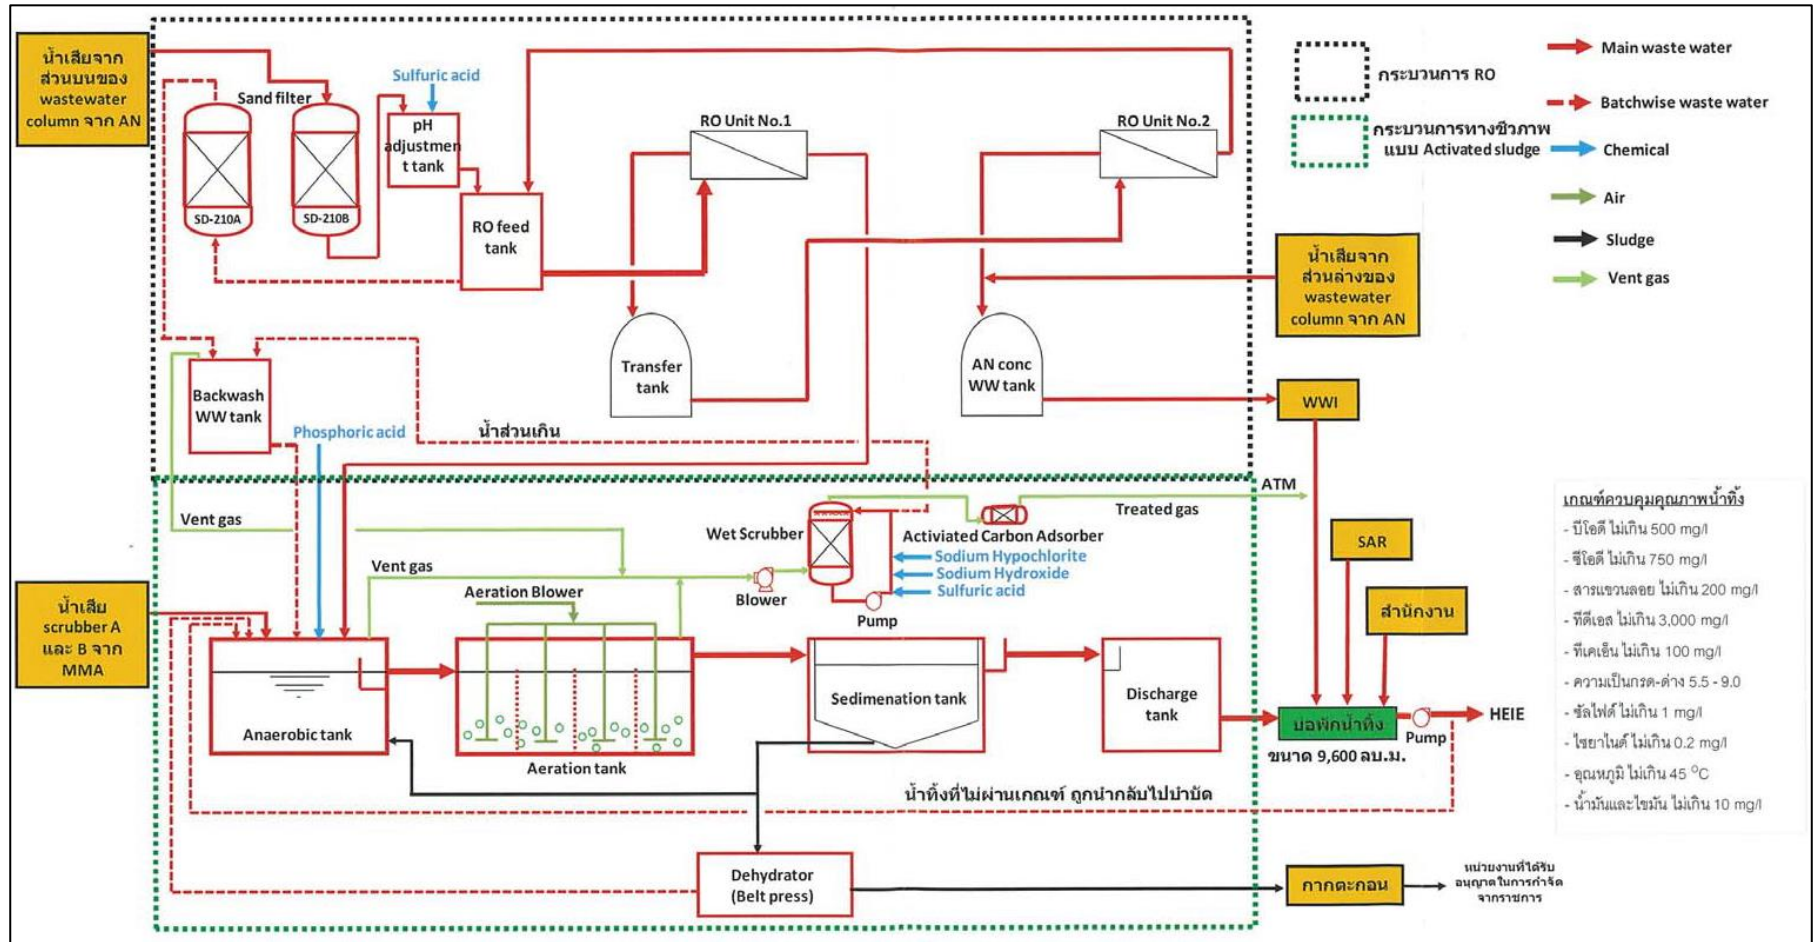 น้ำเสียจาก
ส่วนบนของ
wastewater
column จาก AN
Sand filter
SD-210A
SD-210B
Sulfuric acid
pH
adjustmen
t tank
RO feed
tank
RO Unit No.1
RO Unit No.2
Transfer
tank
AN conc
WW tank
น้ำเสียจาก
ส่วนล่างของ
wastewater
column จาก AN
กระบวนการ RO
กระบวนการทางชีวภาพ
แบบ Activated sludge
Main waste water
Batchwise waste water
Chemical
Air
Sludge
Vent gas
Backwash
WW tank
Phosphoric acid
น้ำส่วนเกิน
WWI
Vent gas
Vent gas
Wet Scrubber
Activiated Carbon Adsorber
Treated gas
ATM
Sodium Hypochlorite
Sodium Hydroxide
Sulfuric acid
Blower
Pump
Aeration Blower
SAR
สำนักงาน
น้ำเสีย
scrubber A
และ B จาก
MMA
Anaerobic tank
Aeration tank
Sedimenation tank
Discharge
tank
บ่อพักน้ำทิ้ง
ขนาด 9,600 ลบ.ม.
Pump
HEIE
น้ำทิ้งที่ไม่ผ่านเกณฑ์ ถูกนำกลับไปบำบัด
Dehydrator
(Belt press)
กากตะกอน
หน่วยงานที่ได้รับ
อนุญาตในการกำจัด
จากราชการ
เกณฑ์ควบคุมคุณภาพน้ำทิ้ง
- บีโอดี ไม่เกิน 500 mg/l
- ซีโอดี ไม่เกิน 750 mg/l
- สารแขวนลอย ไม่เกิน 200 mg/l
- ทีดีเอส ไม่เกิน 3,000 mg/l
- ทีเคเอ็น ไม่เกิน 100 mg/l
- ความเป็นกรด-ด่าง 5.5 - 9.0
- ซัลไฟด์ ไม่เกิน 1 mg/l
- ไซยาไนด์ ไม่เกิน 0.2 mg/l
- อุณหภูมิ ไม่เกิน 45 ⁰C
- น้ำมันและไขมัน ไม่เกิน 10 mg/l